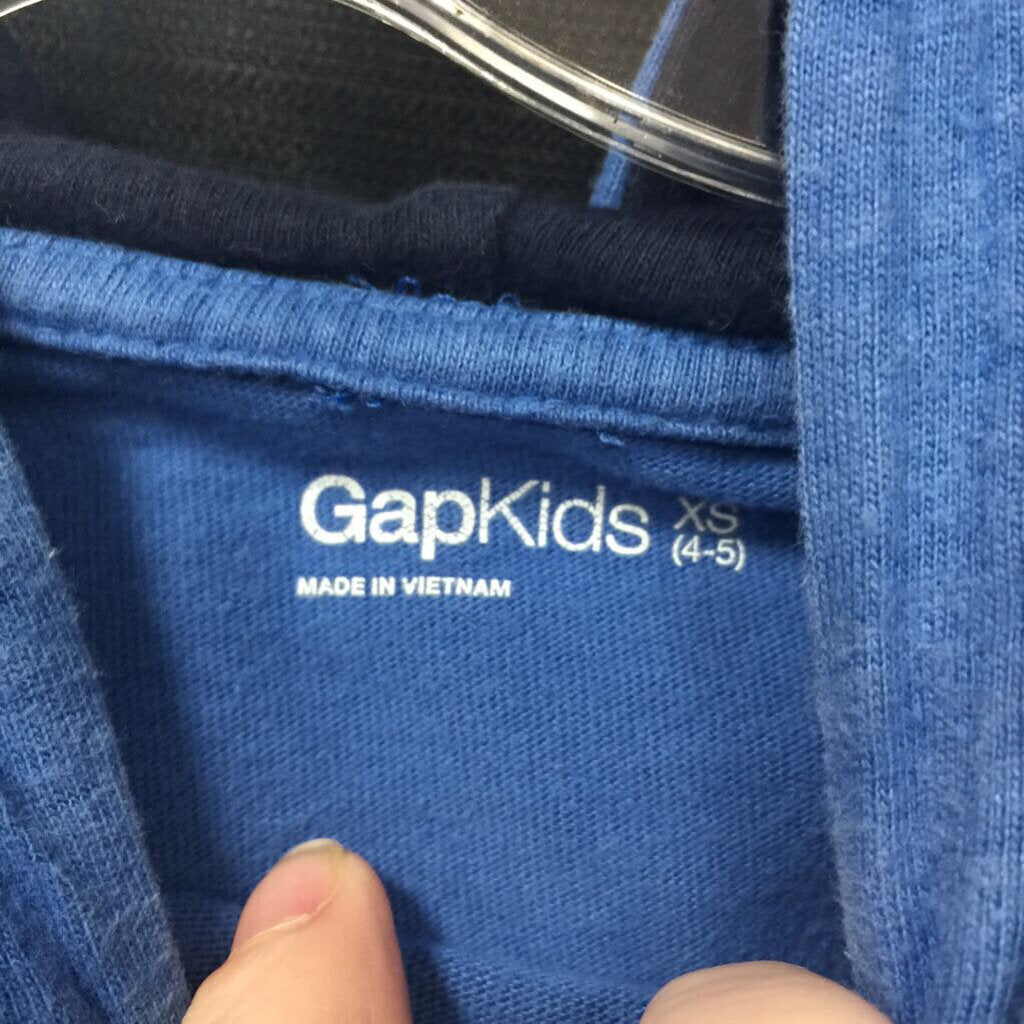 GapKids XS
(4-5)
MADE IN VIETNAM